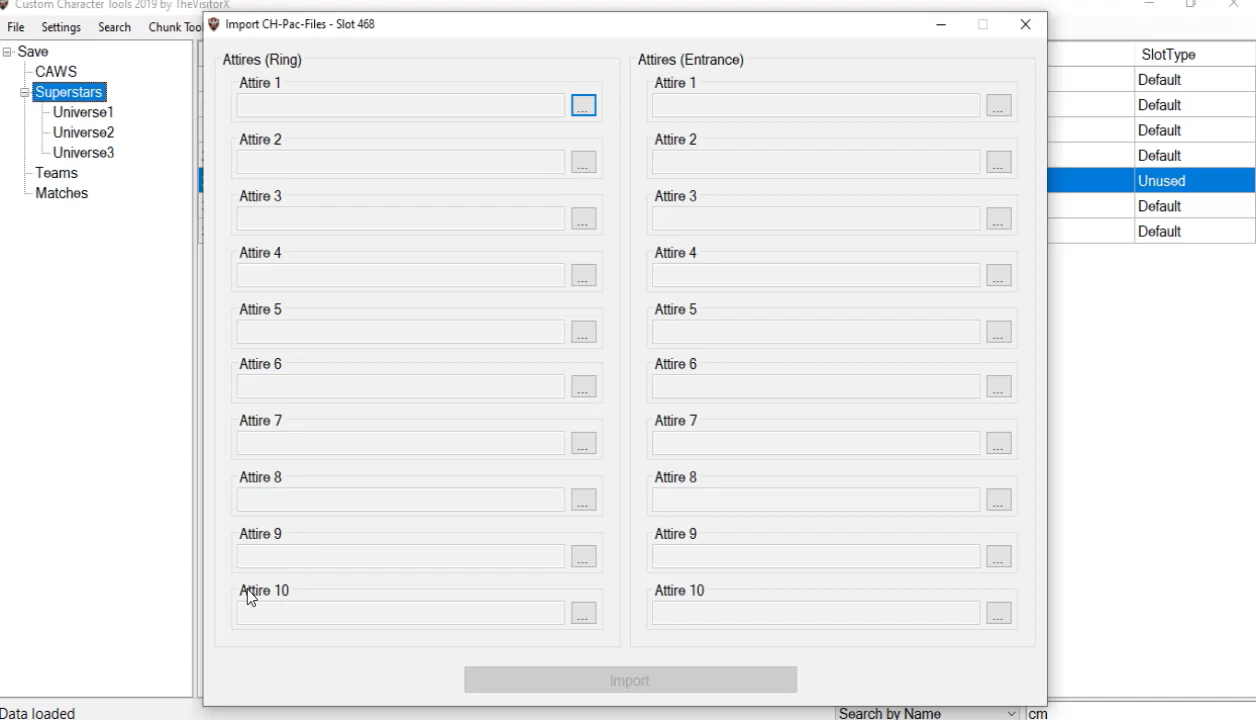 Custom Character Tools 2019 by TheVisitorX
File Settings Search Chunk Tool
Import CH-Pac-Files - Slot 468
Save
CAWS
Superstars
Universe1
Universe2
Universe3
Teams
Matches
Attires (Ring)
Attire 1
...
Attire 2
...
Attire 3
...
Attire 4
...
Attire 5
...
Attire 6
...
Attire 7
...
Attire 8
...
Attire 9
...
Attire 10
...
Attires (Entrance)
Attire 1
...
Attire 2
...
Attire 3
...
Attire 4
...
Attire 5
...
Attire 6
...
Attire 7
...
Attire 8
...
Attire 9
...
Attire 10
...
Import
SlotType
Default
Default
Default
Default
Unused
Default
Default
Data loaded
Search by Name
cm